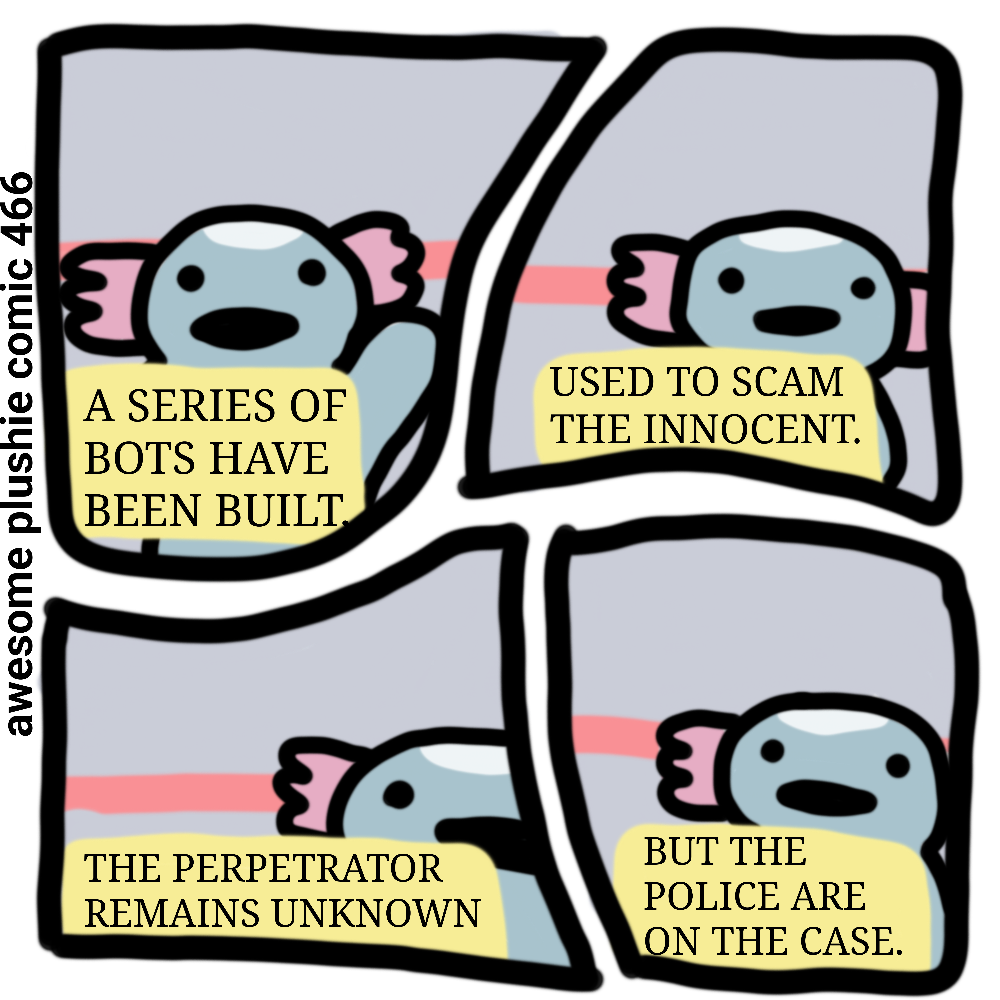 awesome plushie comic 466
A SERIES OF
BOTS HAVE
BEEN BUILT.
USED TO SCAM
THE INNOCENT.
THE PERPETRATOR
REMAINS UNKNOWN
BUT THE
POLICE ARE
ON THE CASE.